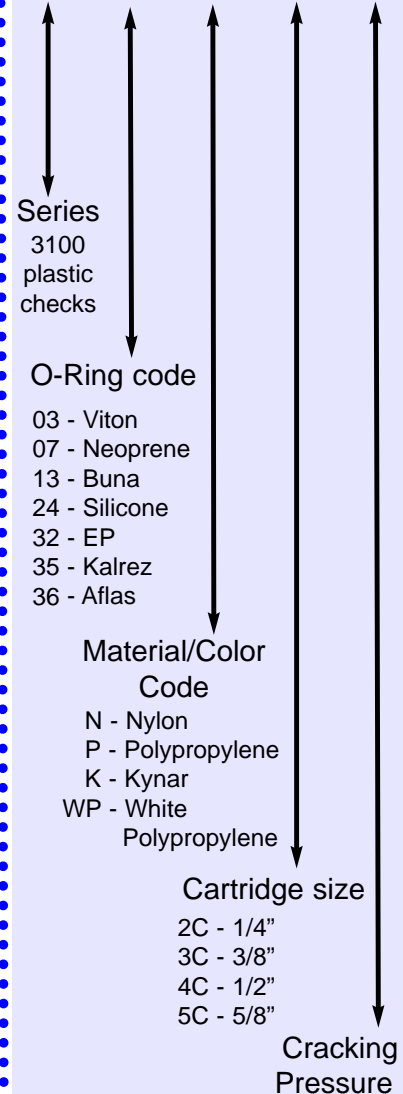 Series
3100
plastic
checks
O-Ring code
03 - Viton
07 - Neoprene
13 - Buna
24 - Silicone
32 - EP
35 - Kalrez
36 - Aflas
Material/Color
Code
N - Nylon
P - Polypropylene
K - Kynar
WP - White
Polypropylene
Cartridge size
2C - 1/4”
3C - 3/8”
4C - 1/2”
5C - 5/8”
Cracking
Pressure